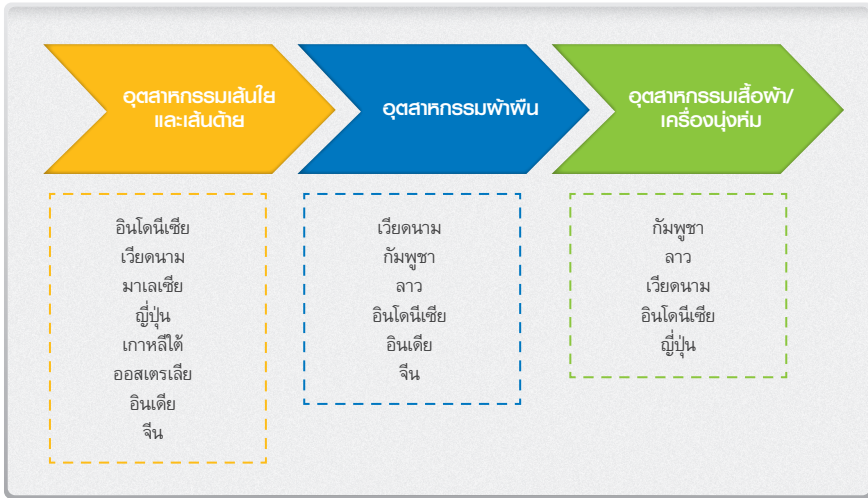 อุตสาหกรรมเส้นใย
และเส้นด้าย
อุตสาหกรรมผ้าผืน
อุตสาหกรรมเสื้อผ้า/
เครื่องนุ่งห่ม
อินโดนีเซีย
เวียดนาม
มาเลเซีย
ญี่ปุ่น
เกาหลีใต้
ออสเตรเลีย
อินเดีย
จีน
เวียดนาม
กัมพูชา
ลาว
อินโดนีเซีย
อินเดีย
จีน
กัมพูชา
ลาว
เวียดนาม
อินโดนีเซีย
ญี่ปุ่น